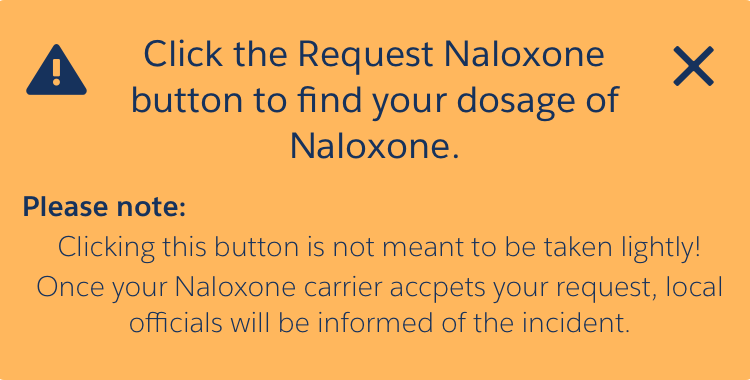 Click the Request Naloxone
button to find your dosage of
Naloxone.
Please note:
Clicking this button is not meant to be taken lightly!
Once your Naloxone carrier accpets your request, local
officials will be informed of the incident.